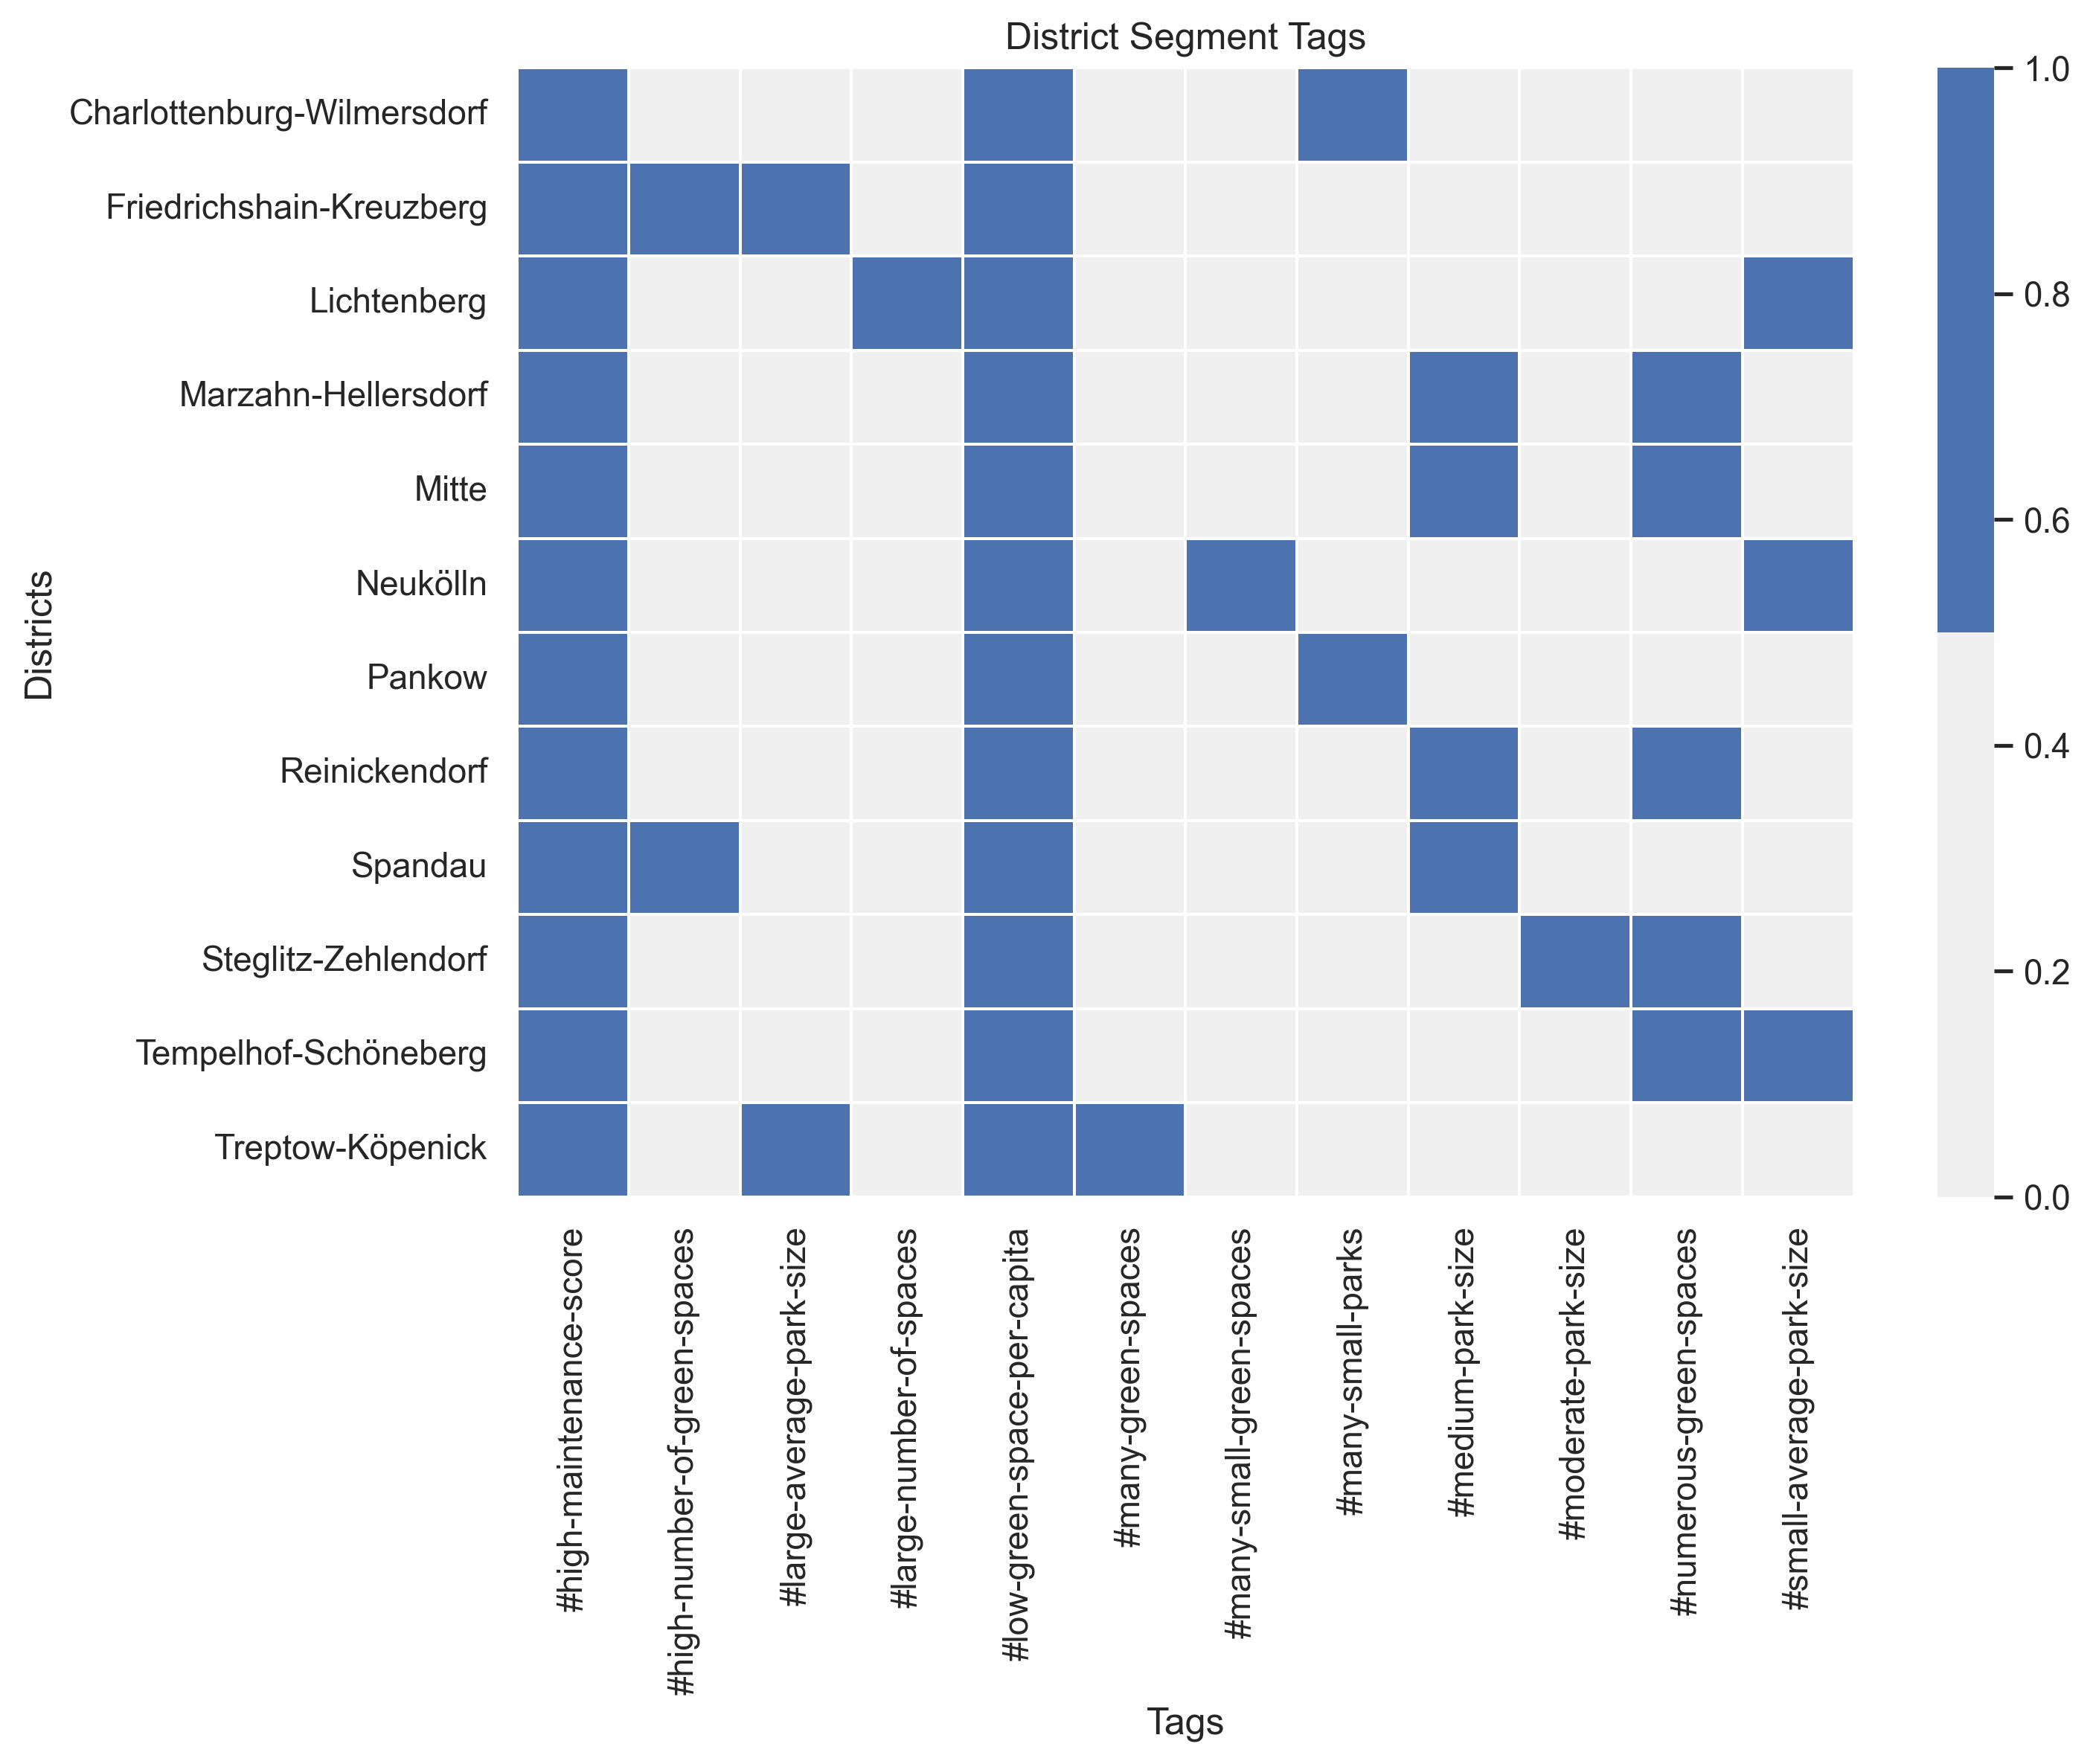 District Segment Tags
Charlottenburg-Wilmersdorf
Friedrichshain-Kreuzberg
Lichtenberg
Marzahn-Hellersdorf
Mitte
Neukölln
Pankow
Reinickendorf
Spandau
Steglitz-Zehlendorf
Tempelhof-Schöneberg
Treptow-Köpenick
Districts
#high-maintenance-score
#high-number-of-green-spaces
#large-average-park-size
#large-number-of-spaces
#low-green-space-per-capita
#many-green-spaces
#many-small-green-spaces
#many-small-parks
#medium-park-size
#moderate-park-size
#numerous-green-spaces
#small-average-park-size
Tags
1.0
0.8
0.6
0.4
0.2
0.0